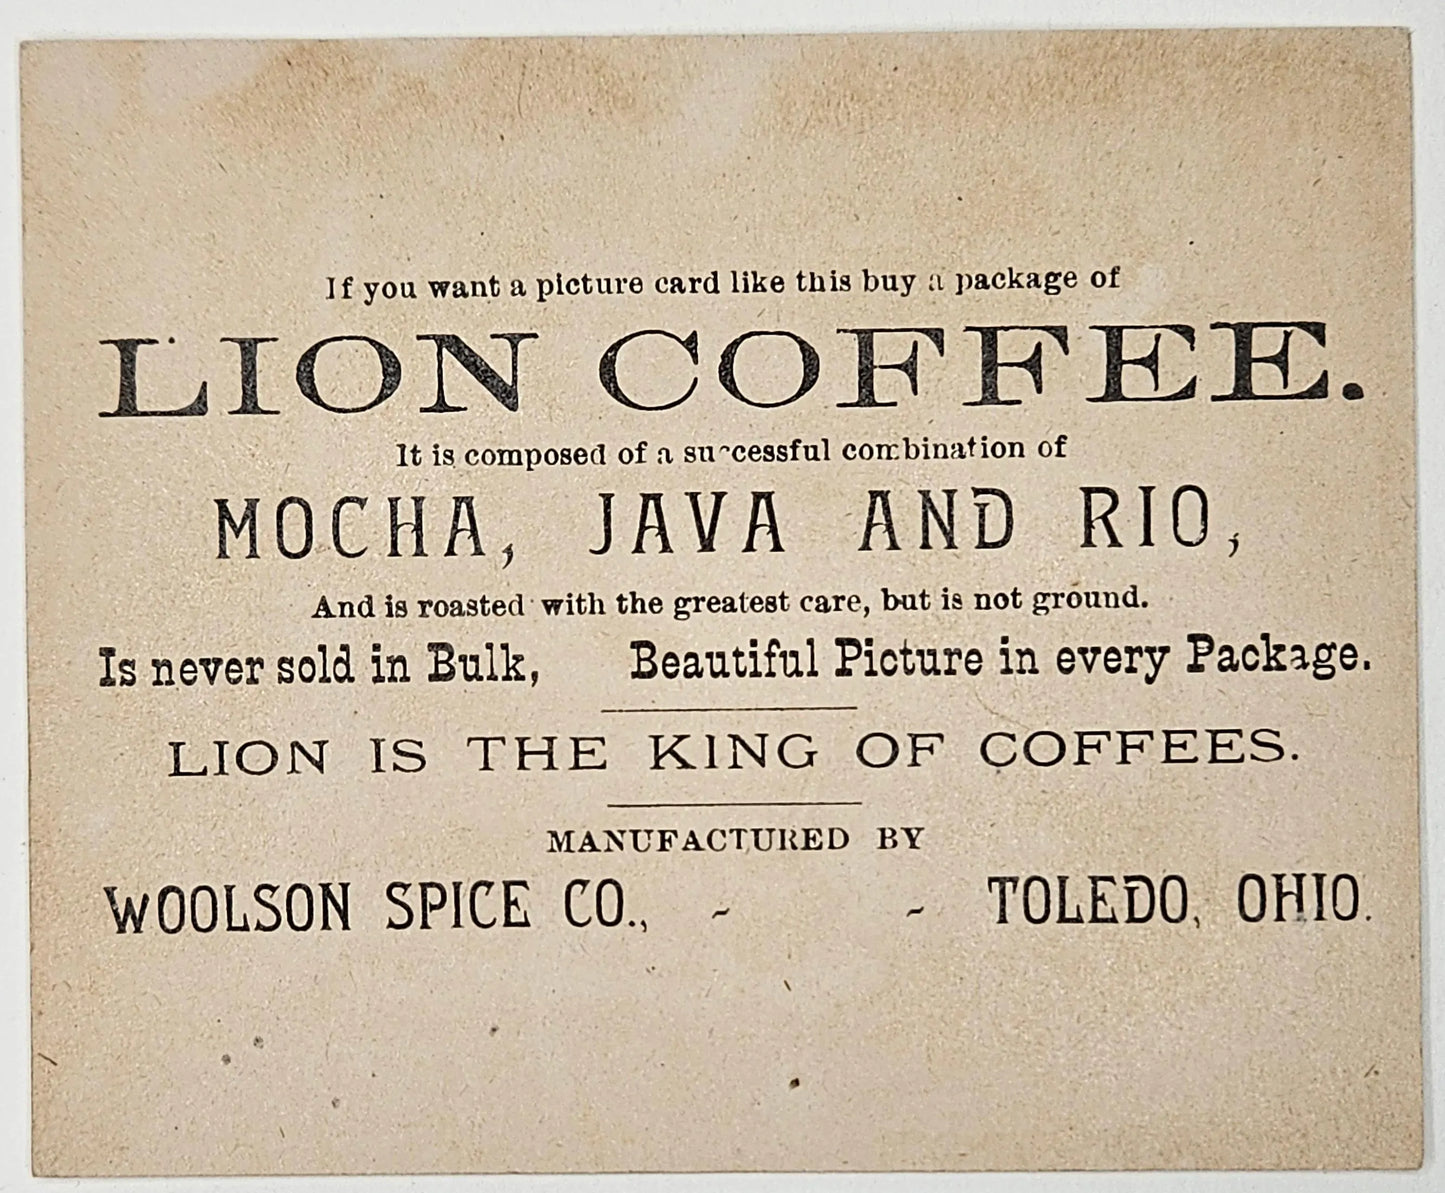 If you want a picture card like this buy a package of
LION COFFEE.
It is composed of a successful combination of
MOCHA, JAVA AND RIO,
And is roasted with the greatest care, but is not ground.
Is never sold in Bulk, Beautiful Picture in every Package.
LION IS THE KING OF COFFEES.
MANUFACTURED BY
WOOLSON SPICE CO., - - TOLEDO, OHIO.